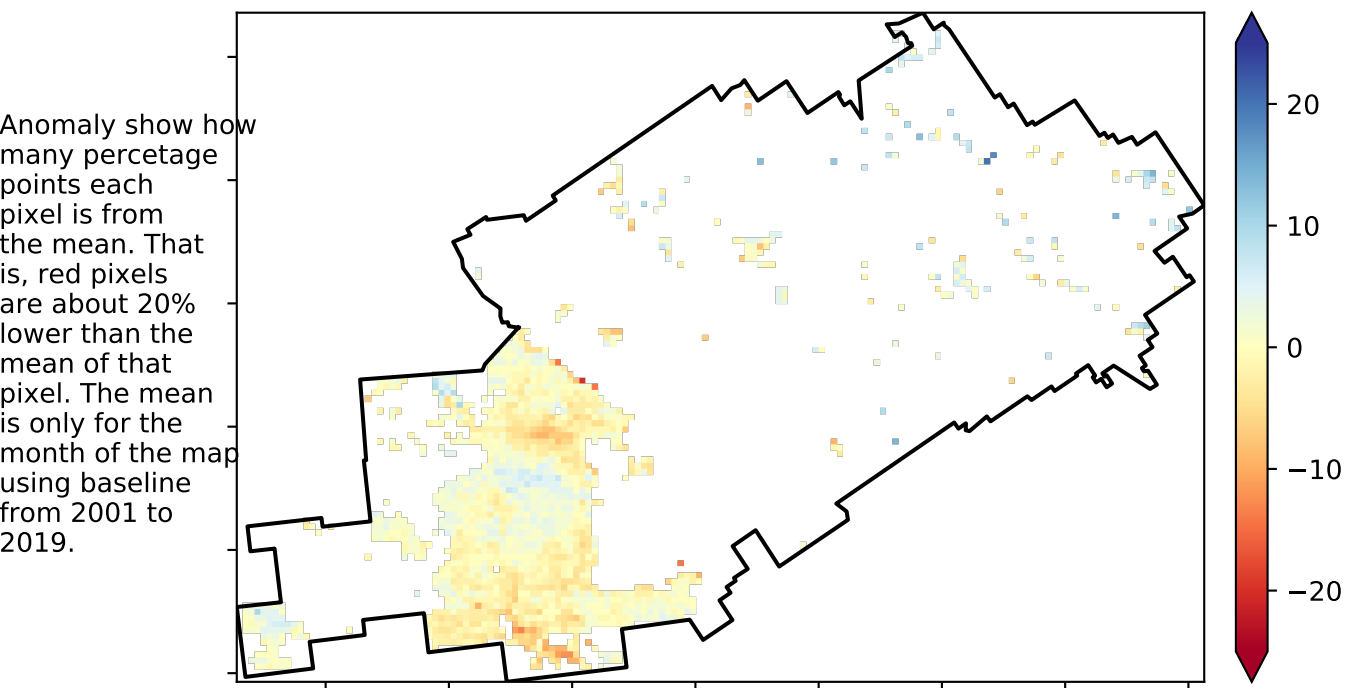 Anomaly show how
many percetage
points each
pixel is from
the mean. That
is, red pixels
are about 20%
lower than the
mean of that
pixel. The mean
is only for the
month of the map
using baseline
from 2001 to
2019.
20
10
0
−10
−20